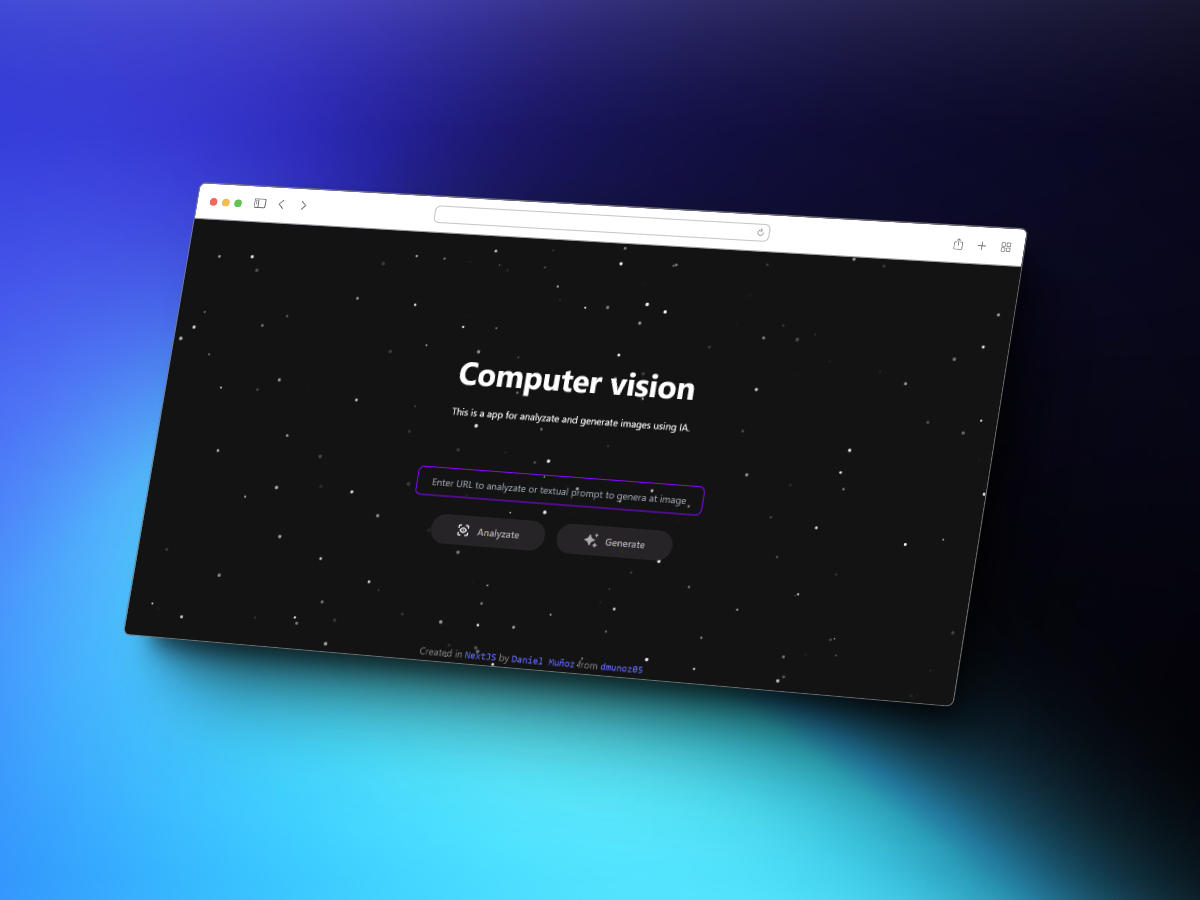 Computer vision
This is a app for analyzate and generate images using IA.
Enter URL to analyzate or textual prompt to genera at image
Analyzate
Generate
Created in NextJS by Daniel Muñoz from dmunoz05